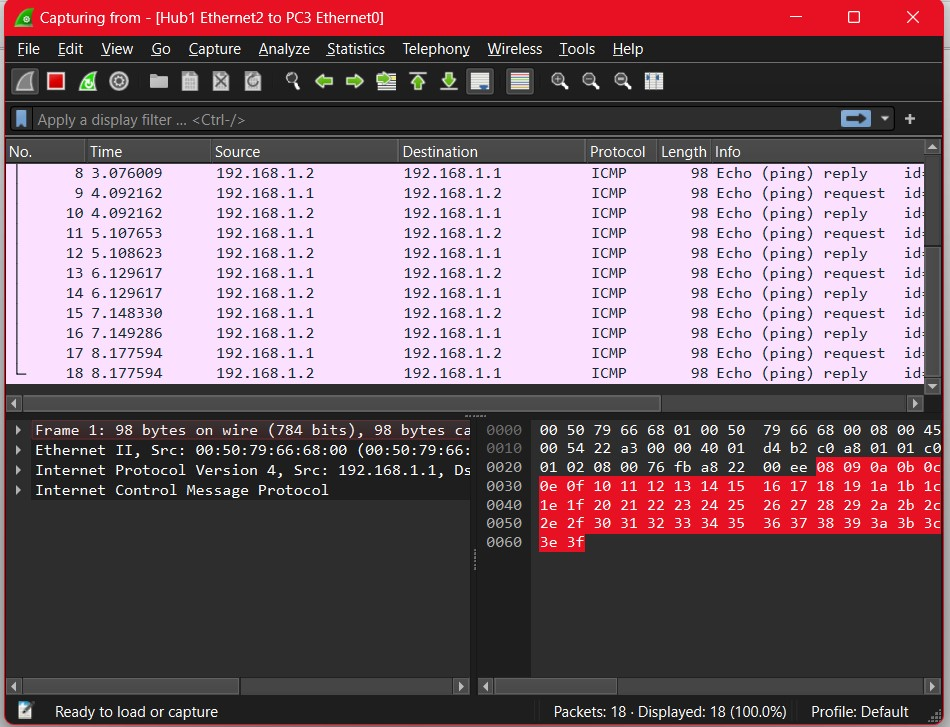 Capturing from - [Hub1 Ethernet2 to PC3 Ethernet0]
File Edit View Go Capture Analyze Statistics Telephony Wireless Tools Help
Apply a display filter ... <Ctrl-/>
No. Time Source Destination Protocol Length Info
8 3.076009 192.168.1.2 192.168.1.1 ICMP 98 Echo (ping) reply id=
9 4.092162 192.168.1.1 192.168.1.2 ICMP 98 Echo (ping) request id=
10 4.092162 192.168.1.2 192.168.1.1 ICMP 98 Echo (ping) reply id=
11 5.107653 192.168.1.1 192.168.1.2 ICMP 98 Echo (ping) request id=
12 5.108623 192.168.1.2 192.168.1.1 ICMP 98 Echo (ping) reply id=
13 6.129617 192.168.1.1 192.168.1.2 ICMP 98 Echo (ping) request id=
14 6.129617 192.168.1.2 192.168.1.1 ICMP 98 Echo (ping) reply id=
15 7.148330 192.168.1.1 192.168.1.2 ICMP 98 Echo (ping) request id=
16 7.149286 192.168.1.2 192.168.1.1 ICMP 98 Echo (ping) reply id=
17 8.177594 192.168.1.1 192.168.1.2 ICMP 98 Echo (ping) request id=
18 8.177594 192.168.1.2 192.168.1.1 ICMP 98 Echo (ping) reply id=
Frame 1: 98 bytes on wire (784 bits), 98 bytes ca
Ethernet II, Src: 00:50:79:66:68:00 (00:50:79:66:
Internet Protocol Version 4, Src: 192.168.1.1, Ds
Internet Control Message Protocol
0000 00 50 79 66 68 01 00 50 79 66 68 00 08 00 45
0010 00 54 22 a3 00 00 40 01 d4 b2 c0 a8 01 01 c0
0020 01 02 08 00 76 fb a8 22 00 ee 08 09 0a 0b 0c
0030 0e 0f 10 11 12 13 14 15 16 17 18 19 1a 1b 1c
0040 1e 1f 20 21 22 23 24 25 26 27 28 29 2a 2b 2c
0050 2e 2f 30 31 32 33 34 35 36 37 38 39 3a 3b 3c
0060 3e 3f
Ready to load or capture Packets: 18 · Displayed: 18 (100.0%) Profile: Default